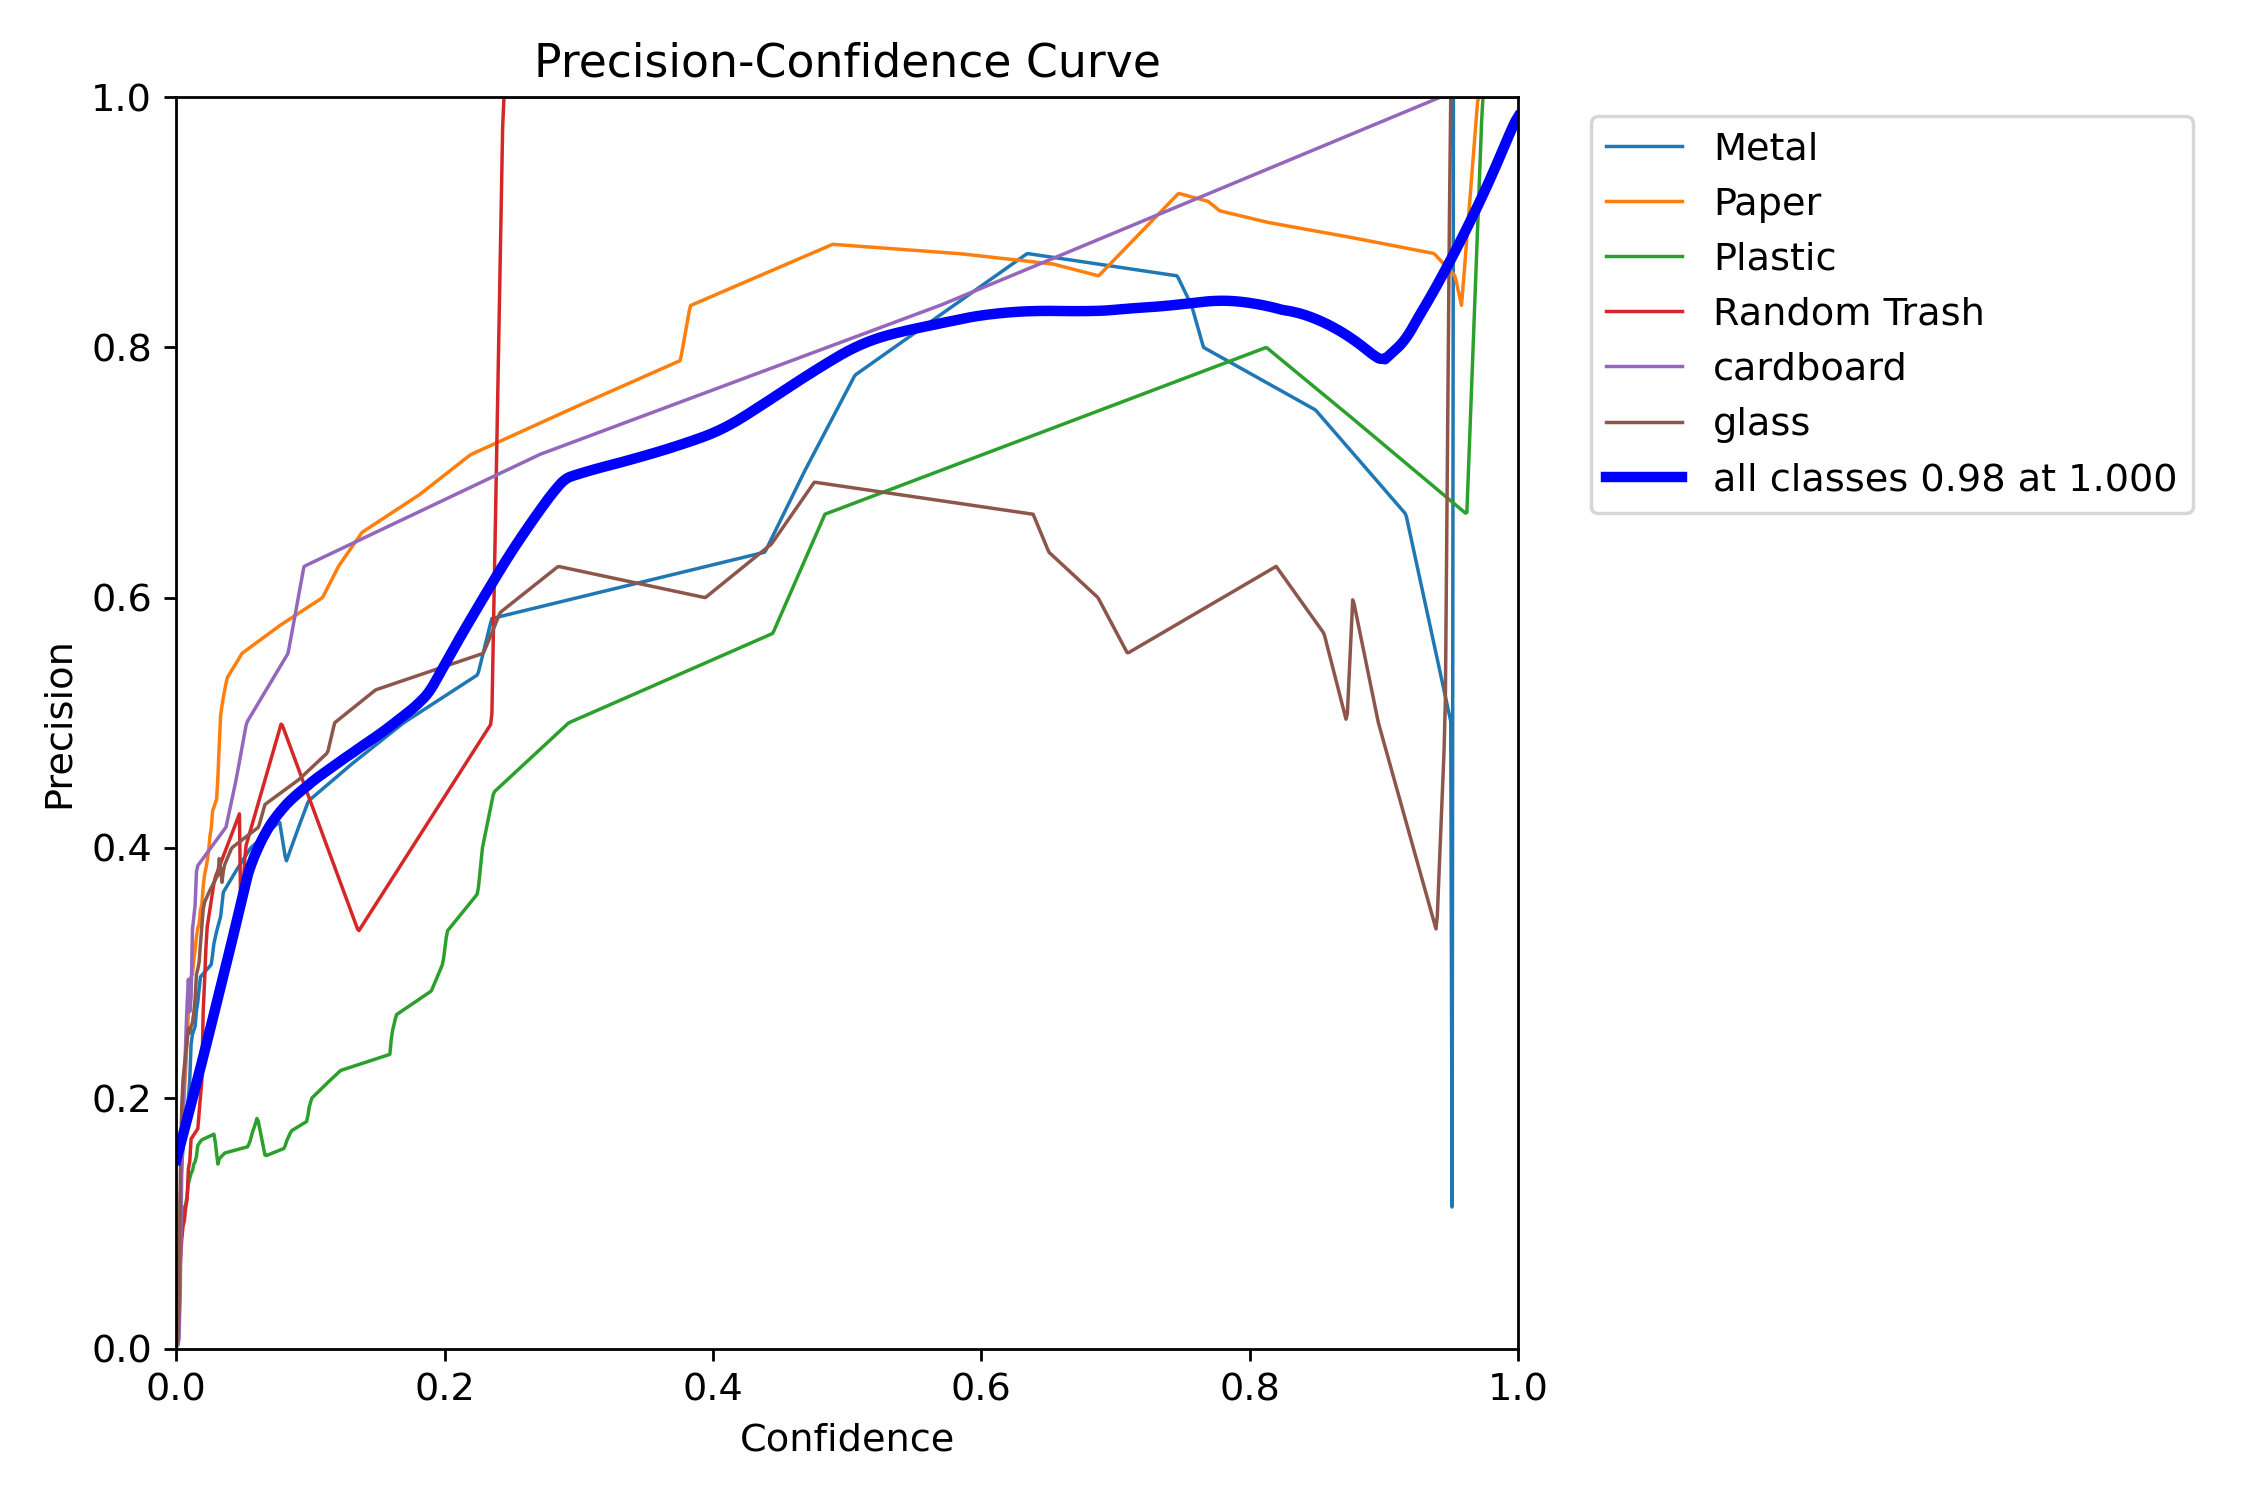 Precision-Confidence Curve
1.0
0.8
0.6
0.4
0.2
0.0
Precision
0.0 0.2 0.4 0.6 0.8 1.0
Confidence
Metal
Paper
Plastic
Random Trash
cardboard
glass
all classes 0.98 at 1.000